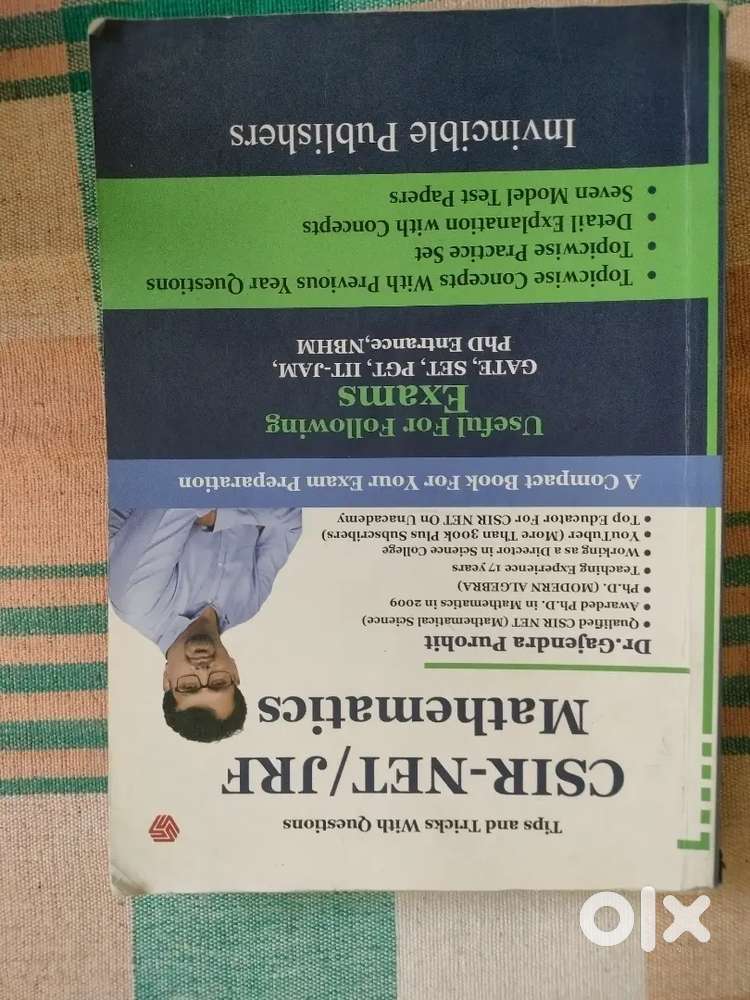 Tips and Tricks With Questions
CSIR-NET/JRF
Mathematics
Dr.Gajendra Purohit
• Qualified CSIR NET (Mathematical Science)
• Awarded Ph.D. in Mathematics in 2009
• Ph.D. (MODERN ALGEBRA)
• Teaching Experience 17 years
• Working as a Director in Science College
• YouTuber (More Than 300k Plus Subscribers)
• Top Educator For CSIR NET On Unacademy
A Compact Book For Your Exam Preparation
Useful For Following
Exams
GATE, SET, PGT, IIT-JAM,
PhD Entrance,NBHM
• Topicwise Concepts With Previous Year Questions
• Topicwise Practice Set
• Detail Explanation with Concepts
• Seven Model Test Papers
Invincible Publishers
olx